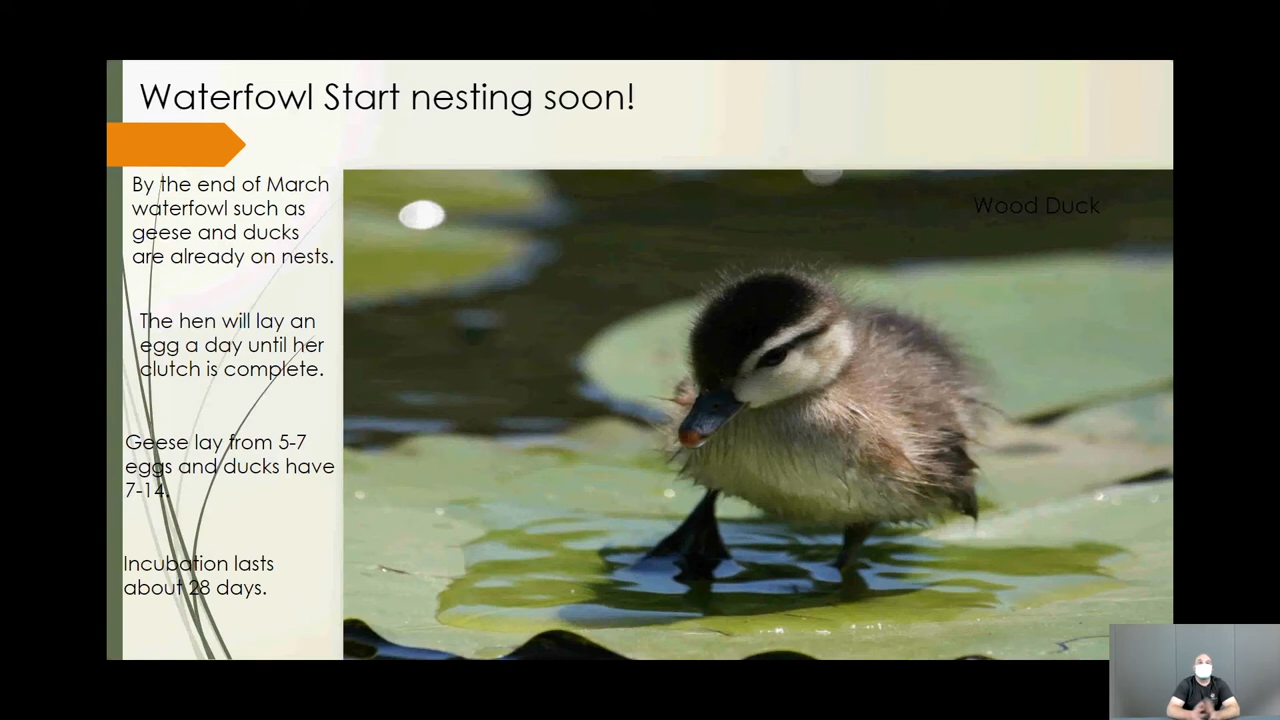 Waterfowl Start nesting soon!
By the end of March
waterfowl such as
geese and ducks
are already on nests.
The hen will lay an
egg a day until her
clutch is complete.
Geese lay from 5-7
eggs and ducks have
7-14.
Incubation lasts
about 28 days.
Wood Duck